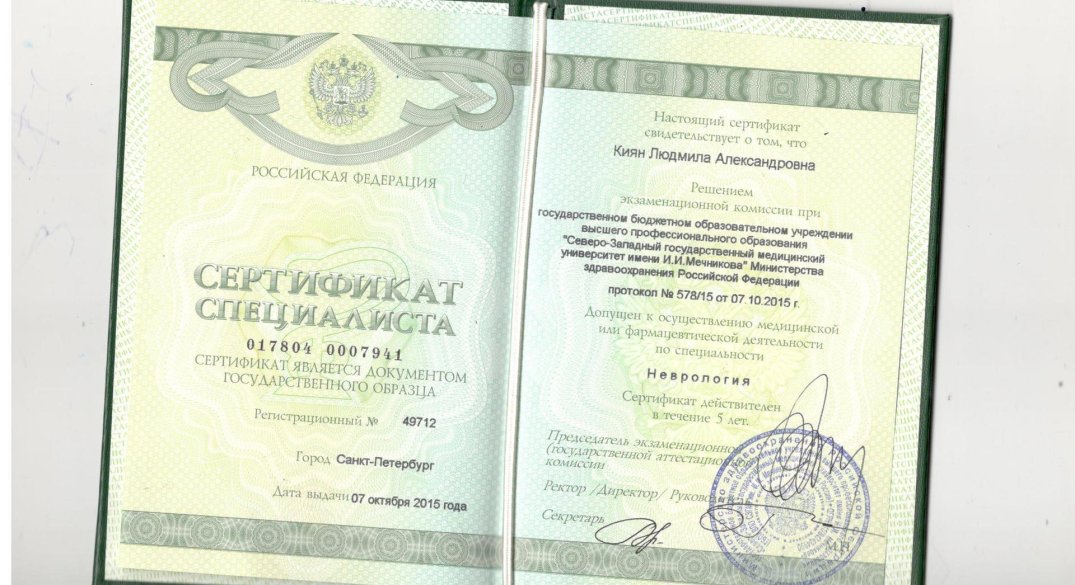 РОССИЙСКАЯ ФЕДЕРАЦИЯ
СЕРТИФИКАТ
СПЕЦИАЛИСТА
017804 0007941
СЕРТИФИКАТ ЯВЛЯЕТСЯ ДОКУМЕНТОМ
ГОСУДАРСТВЕННОГО ОБРАЗЦА
Регистрационный № 49712
Город Санкт-Петербург
Дата выдачи 07 октября 2015 года
Настоящий сертификат
свидетельствует о том, что
Киян Людмила Александровна
Решением
экзаменационной комиссии при
государственном бюджетном образовательном учреждении
высшего профессионального образования
"Северо-Западный государственный медицинский
университет имени И.И.Мечникова" Министерства
здравоохранения Российской Федерации
протокол № 578/15 от 07.10.2015 г.
Допущен к осуществлению медицинской
или фармацевтической деятельности
по специальности
Неврология
Сертификат действителен
в течение 5 лет.
Председатель экзаменационной
(государственной аттестационной)
комиссии
Ректор /Директор/
Секретарь
М.П.